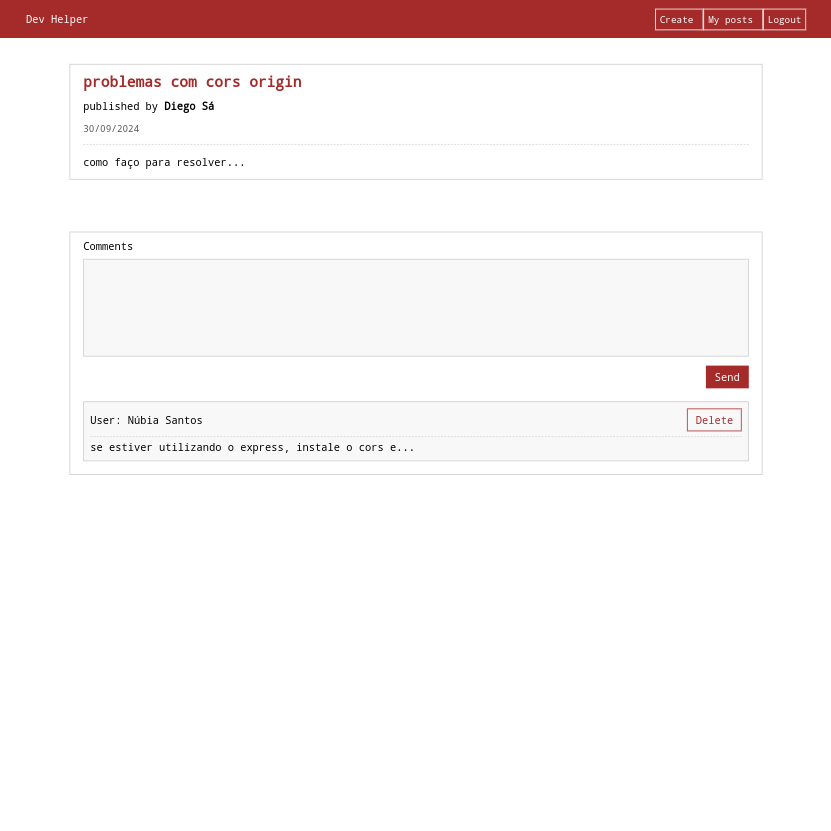 Dev Helper
Create
My posts
Logout
problemas com cors origin
published by Diego Sá
30/09/2024
como faço para resolver...
Comments
Send
User: Núbia Santos
Delete
se estiver utilizando o express, instale o cors e...